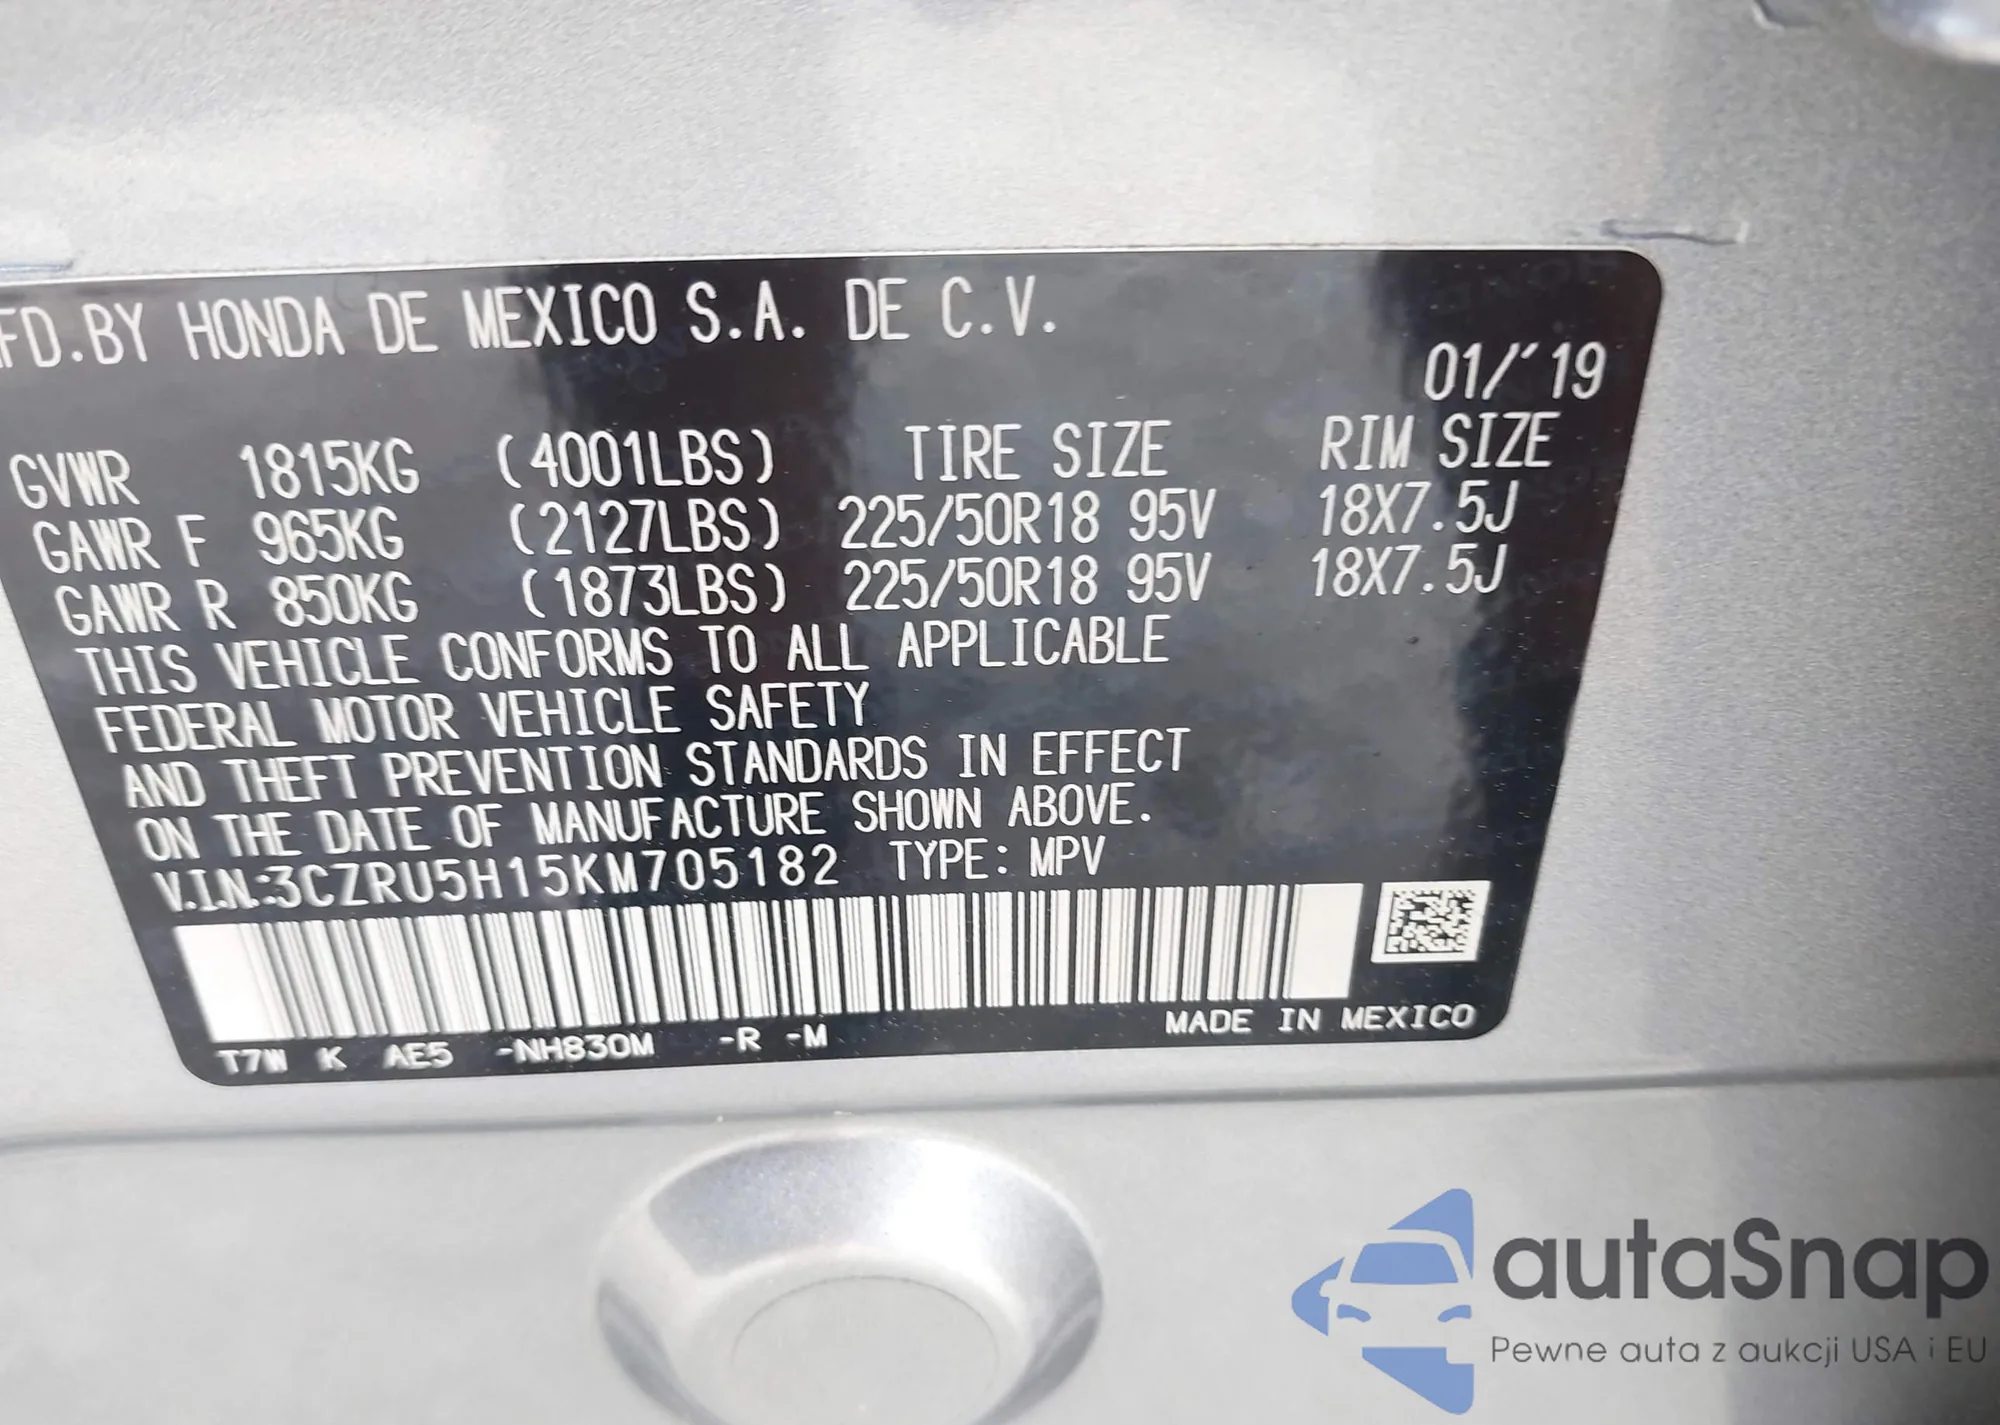 FD.BY HONDA DE MEXICO S.A. DE C.V.
01/'19
GVWR 1815KG (4001LBS) TIRE SIZE RIM SIZE
GAWR F 965KG (2127LBS) 225/50R18 95V 18X7.5J
GAWR R 850KG (1873LBS) 225/50R18 95V 18X7.5J
THIS VEHICLE CONFORMS TO ALL APPLICABLE
FEDERAL MOTOR VEHICLE SAFETY
AND THEFT PREVENTION STANDARDS IN EFFECT
ON THE DATE OF MANUFACTURE SHOWN ABOVE.
V.I.N.:3CZRU5H15KM705182 TYPE: MPV
T7W K AE5 -NH830M -R -M MADE IN MEXICO
autaSnap
Pewne auta z aukcji USA i EU